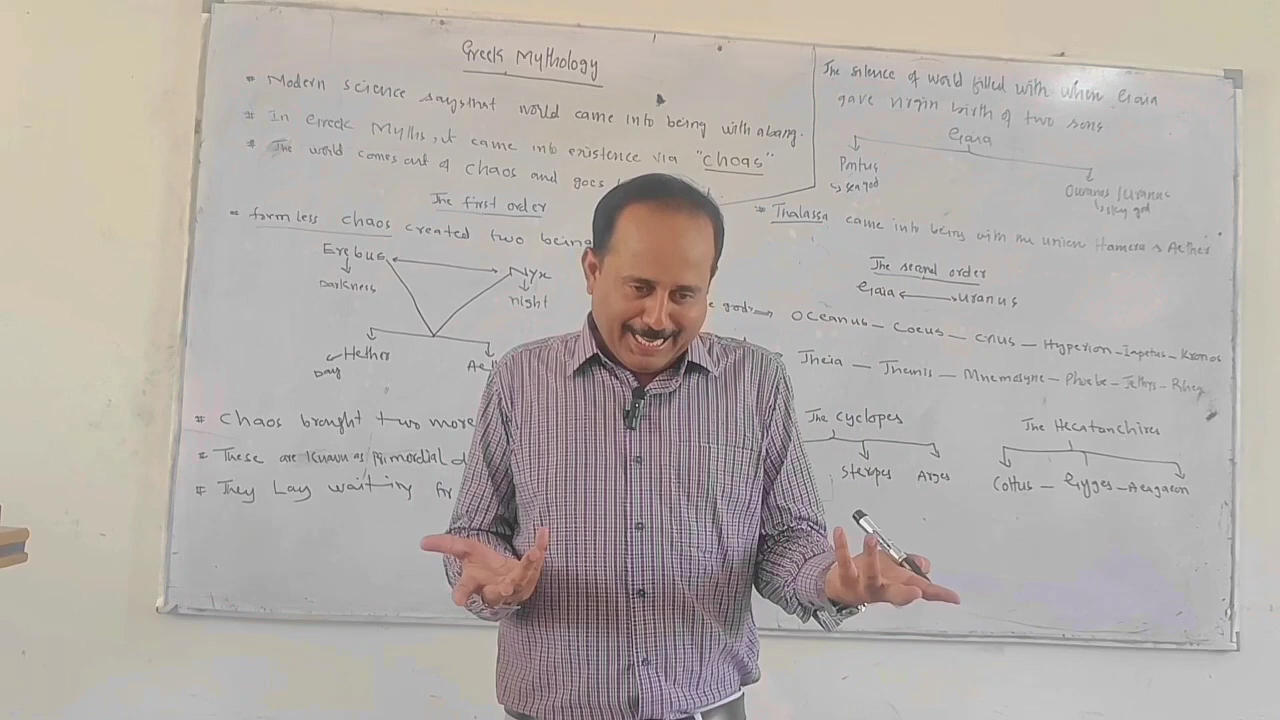 Greek Mythology
* Modern science says that world came into being with a bang.
* In Greek Myths, it came into existence via "Choas"
* The world comes out of chaos and goes
The first order
* formless chaos created two being
Erebus Nyx
Darkness night
Hether
Day
* Chaos brought two more
* These are known as primordial d
* They Lay waiting for
The silence of world filled with when Gaia
gave virgin birth of two sons
Gaia
Pontus Ouranus/uranus
sea god sky god
* Thalassa came into being with the union Hamera & Aether
The second order
Gaia uranus
e gods Oceanus - Coeus - Crius - Hyperion - Iapetus - Kronos
Theia - Themis - Mnemosyne - Phoebe - Tethys - Rhea
The Cyclopes The Hecatonchires
Steropes Arges Cottus - Gyges - Aeagaeon